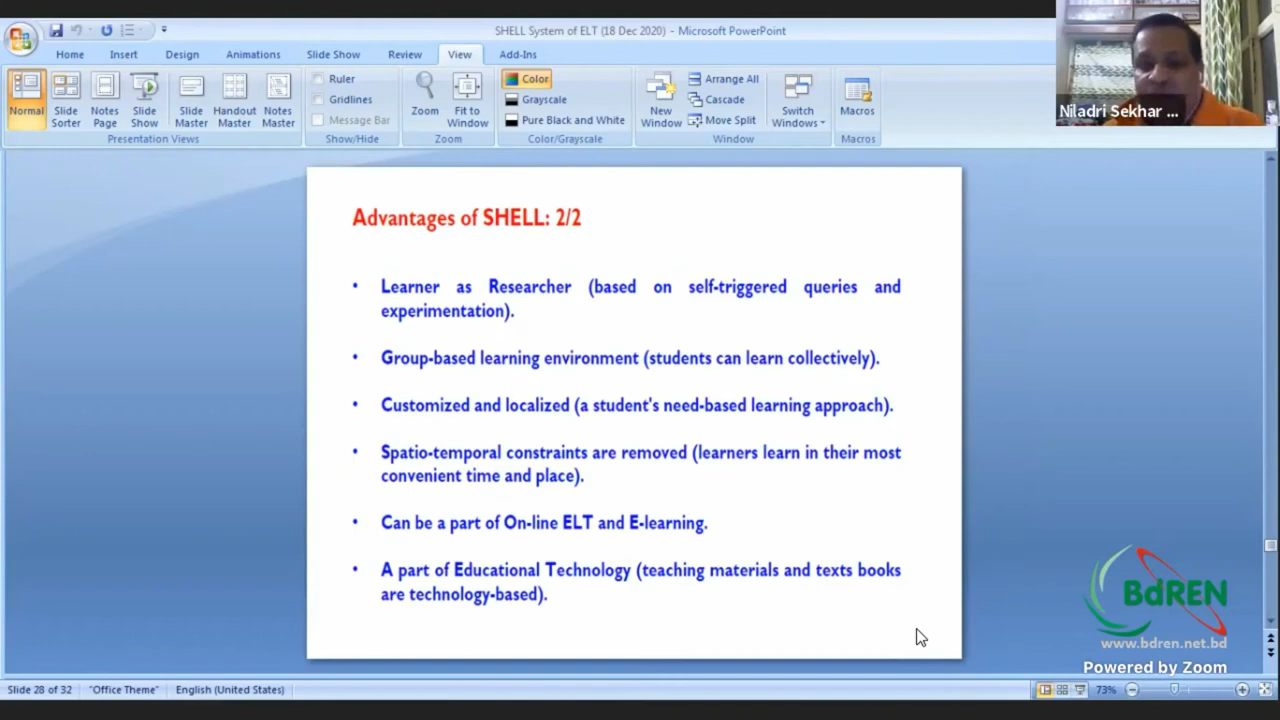 SHELL System of ELT (18 Dec 2020) - Microsoft PowerPoint
Home Insert Design Animations Slide Show Review View Add-Ins
Normal
Slide Sorter
Notes Page
Slide Show
Slide Master
Handout Master
Notes Master
Presentation Views
Ruler
Gridlines
Message Bar
Show/Hide
Zoom
Fit to Window
Zoom
Color
Grayscale
Pure Black and White
Color/Grayscale
New Window
Arrange All
Cascade
Move Split
Switch Windows
Window
Macros
Macros
Niladri Sekhar ...
Advantages of SHELL: 2/2
• Learner as Researcher (based on self-triggered queries and
experimentation).
• Group-based learning environment (students can learn collectively).
• Customized and localized (a student's need-based learning approach).
• Spatio-temporal constraints are removed (learners learn in their most
convenient time and place).
• Can be a part of On-line ELT and E-learning.
• A part of Educational Technology (teaching materials and texts books
are technology-based).
BdREN
www.bdren.net.bd
Powered by Zoom
Slide 28 of 32 "Office Theme" English (United States) 73%